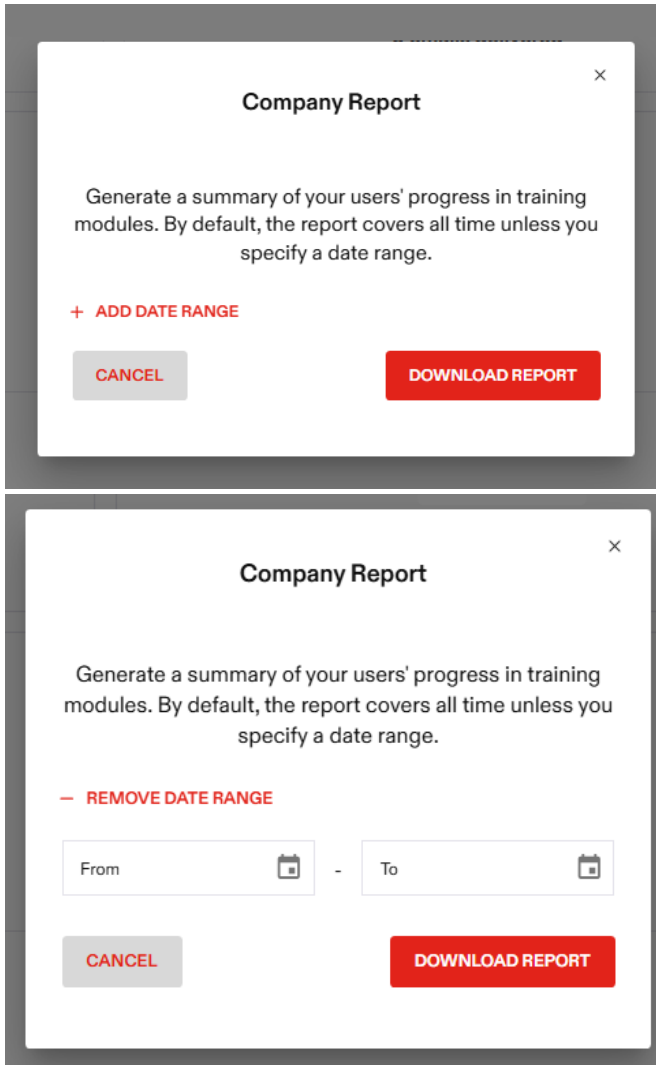 Company Report
Generate a summary of your users' progress in training
modules. By default, the report covers all time unless you
specify a date range.
+ ADD DATE RANGE
CANCEL
DOWNLOAD REPORT
Company Report
Generate a summary of your users' progress in training
modules. By default, the report covers all time unless you
specify a date range.
— REMOVE DATE RANGE
From
-
To
CANCEL
DOWNLOAD REPORT